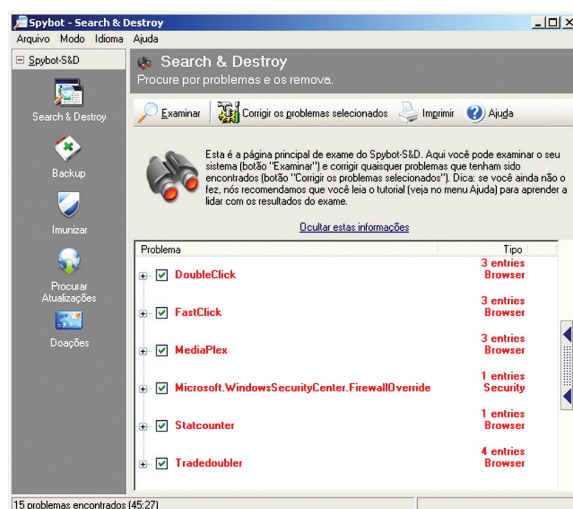 Spybot - Search & Destroy
Arquivo Modo Idioma Ajuda
Spybot-S&D
Search & Destroy
Backup
Imunizar
Procurar
Atualizações
Doações
Search & Destroy
Procure por problemas e os remova.
Examinar Corrigir os problemas selecionados Imprimir Ajuda
Esta é a página principal de exame do Spybot-S&D. Aqui você pode examinar o seu
sistema (botão "Examinar") e corrigir quaisquer problemas que tenham sido
encontrados (botão "Corrigir os problemas selecionados"). Dica: se você ainda não o
fez, nós recomendamos que você leia o tutorial (veja no menu Ajuda) para aprender a
lidar com os resultados do exame.
Ocultar estas informações
Problema Tipo
DoubleClick 3 entries
Browser
FastClick 3 entries
Browser
MediaPlex 3 entries
Browser
Microsoft.WindowsSecurityCenter.FirewallOverride 1 entries
Security
Statcounter 1 entries
Browser
Tradedoubler 4 entries
Browser
15 problemas encontrados (45:27)